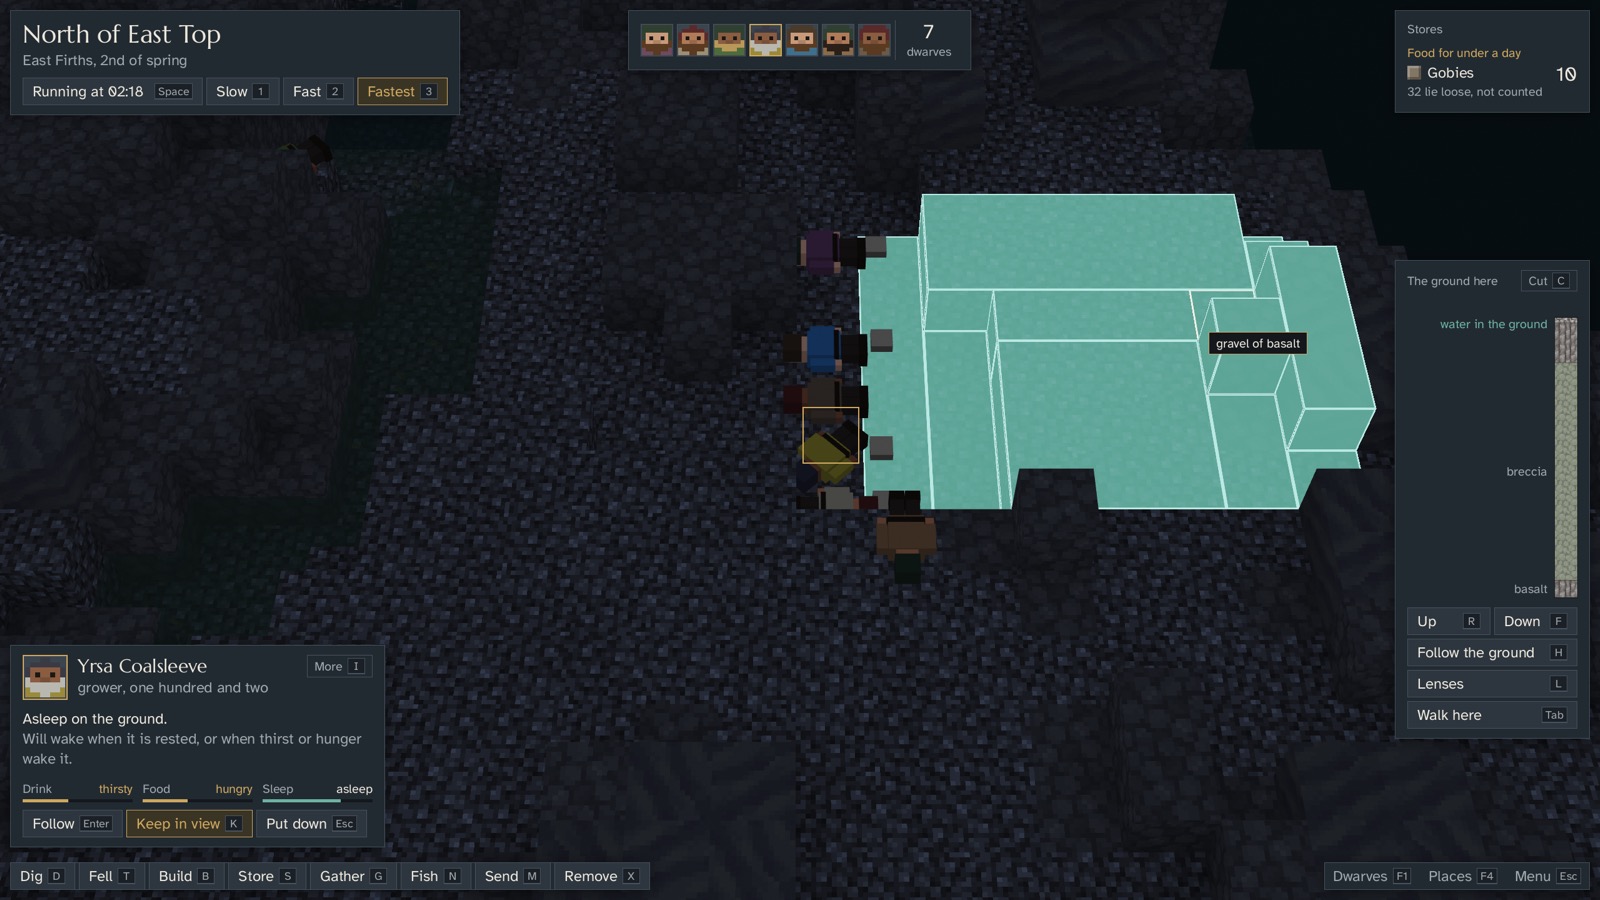 North of East Top
East Firths, 2nd of spring
Running at 02:18 Space
Slow 1
Fast 2
Fastest 3
7
dwarves
Stores
Food for under a day
Gobies 10
32 lie loose, not counted
The ground here
Cut C
water in the ground
breccia
basalt
gravel of basalt
Up R
Down F
Follow the ground H
Lenses L
Walk here Tab
Yrsa Coalsleeve
grower, one hundred and two
More I
Asleep on the ground.
Will wake when it is rested, or when thirst or hunger
wake it.
Drink thirsty
Food hungry
Sleep asleep
Follow Enter
Keep in view K
Put down Esc
Dig D
Fell T
Build B
Store S
Gather G
Fish N
Send M
Remove X
Dwarves F1
Places F4
Menu Esc